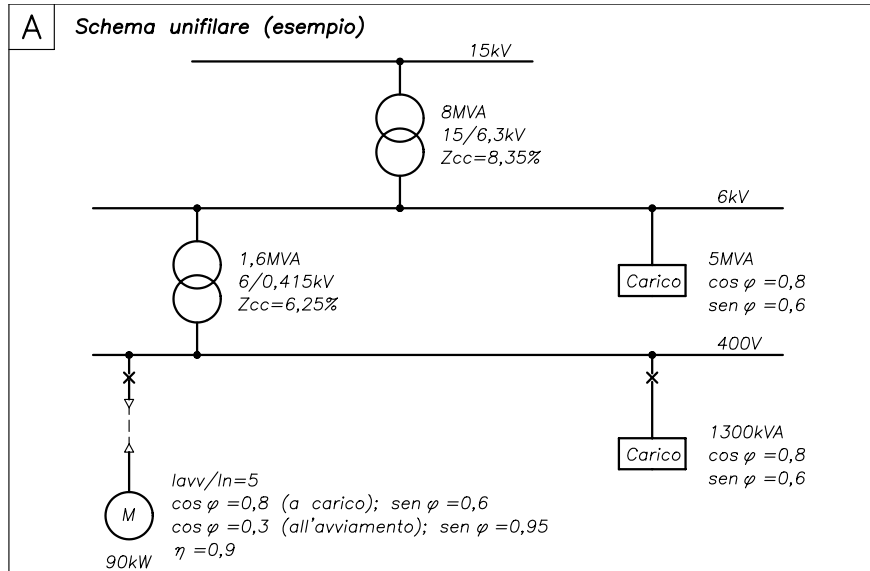 A
Schema unifilare (esempio)
15kV
8MVA
15/6,3kV
Zcc=8,35%
6kV
1,6MVA
6/0,415kV
Zcc=6,25%
Carico
5MVA
cos φ =0,8
sen φ =0,6
400V
Carico
1300kVA
cos φ =0,8
sen φ =0,6
M
90kW
Iavv/In=5
cos φ =0,8 (a carico); sen φ =0,6
cos φ =0,3 (all'avviamento); sen φ =0,95
η =0,9